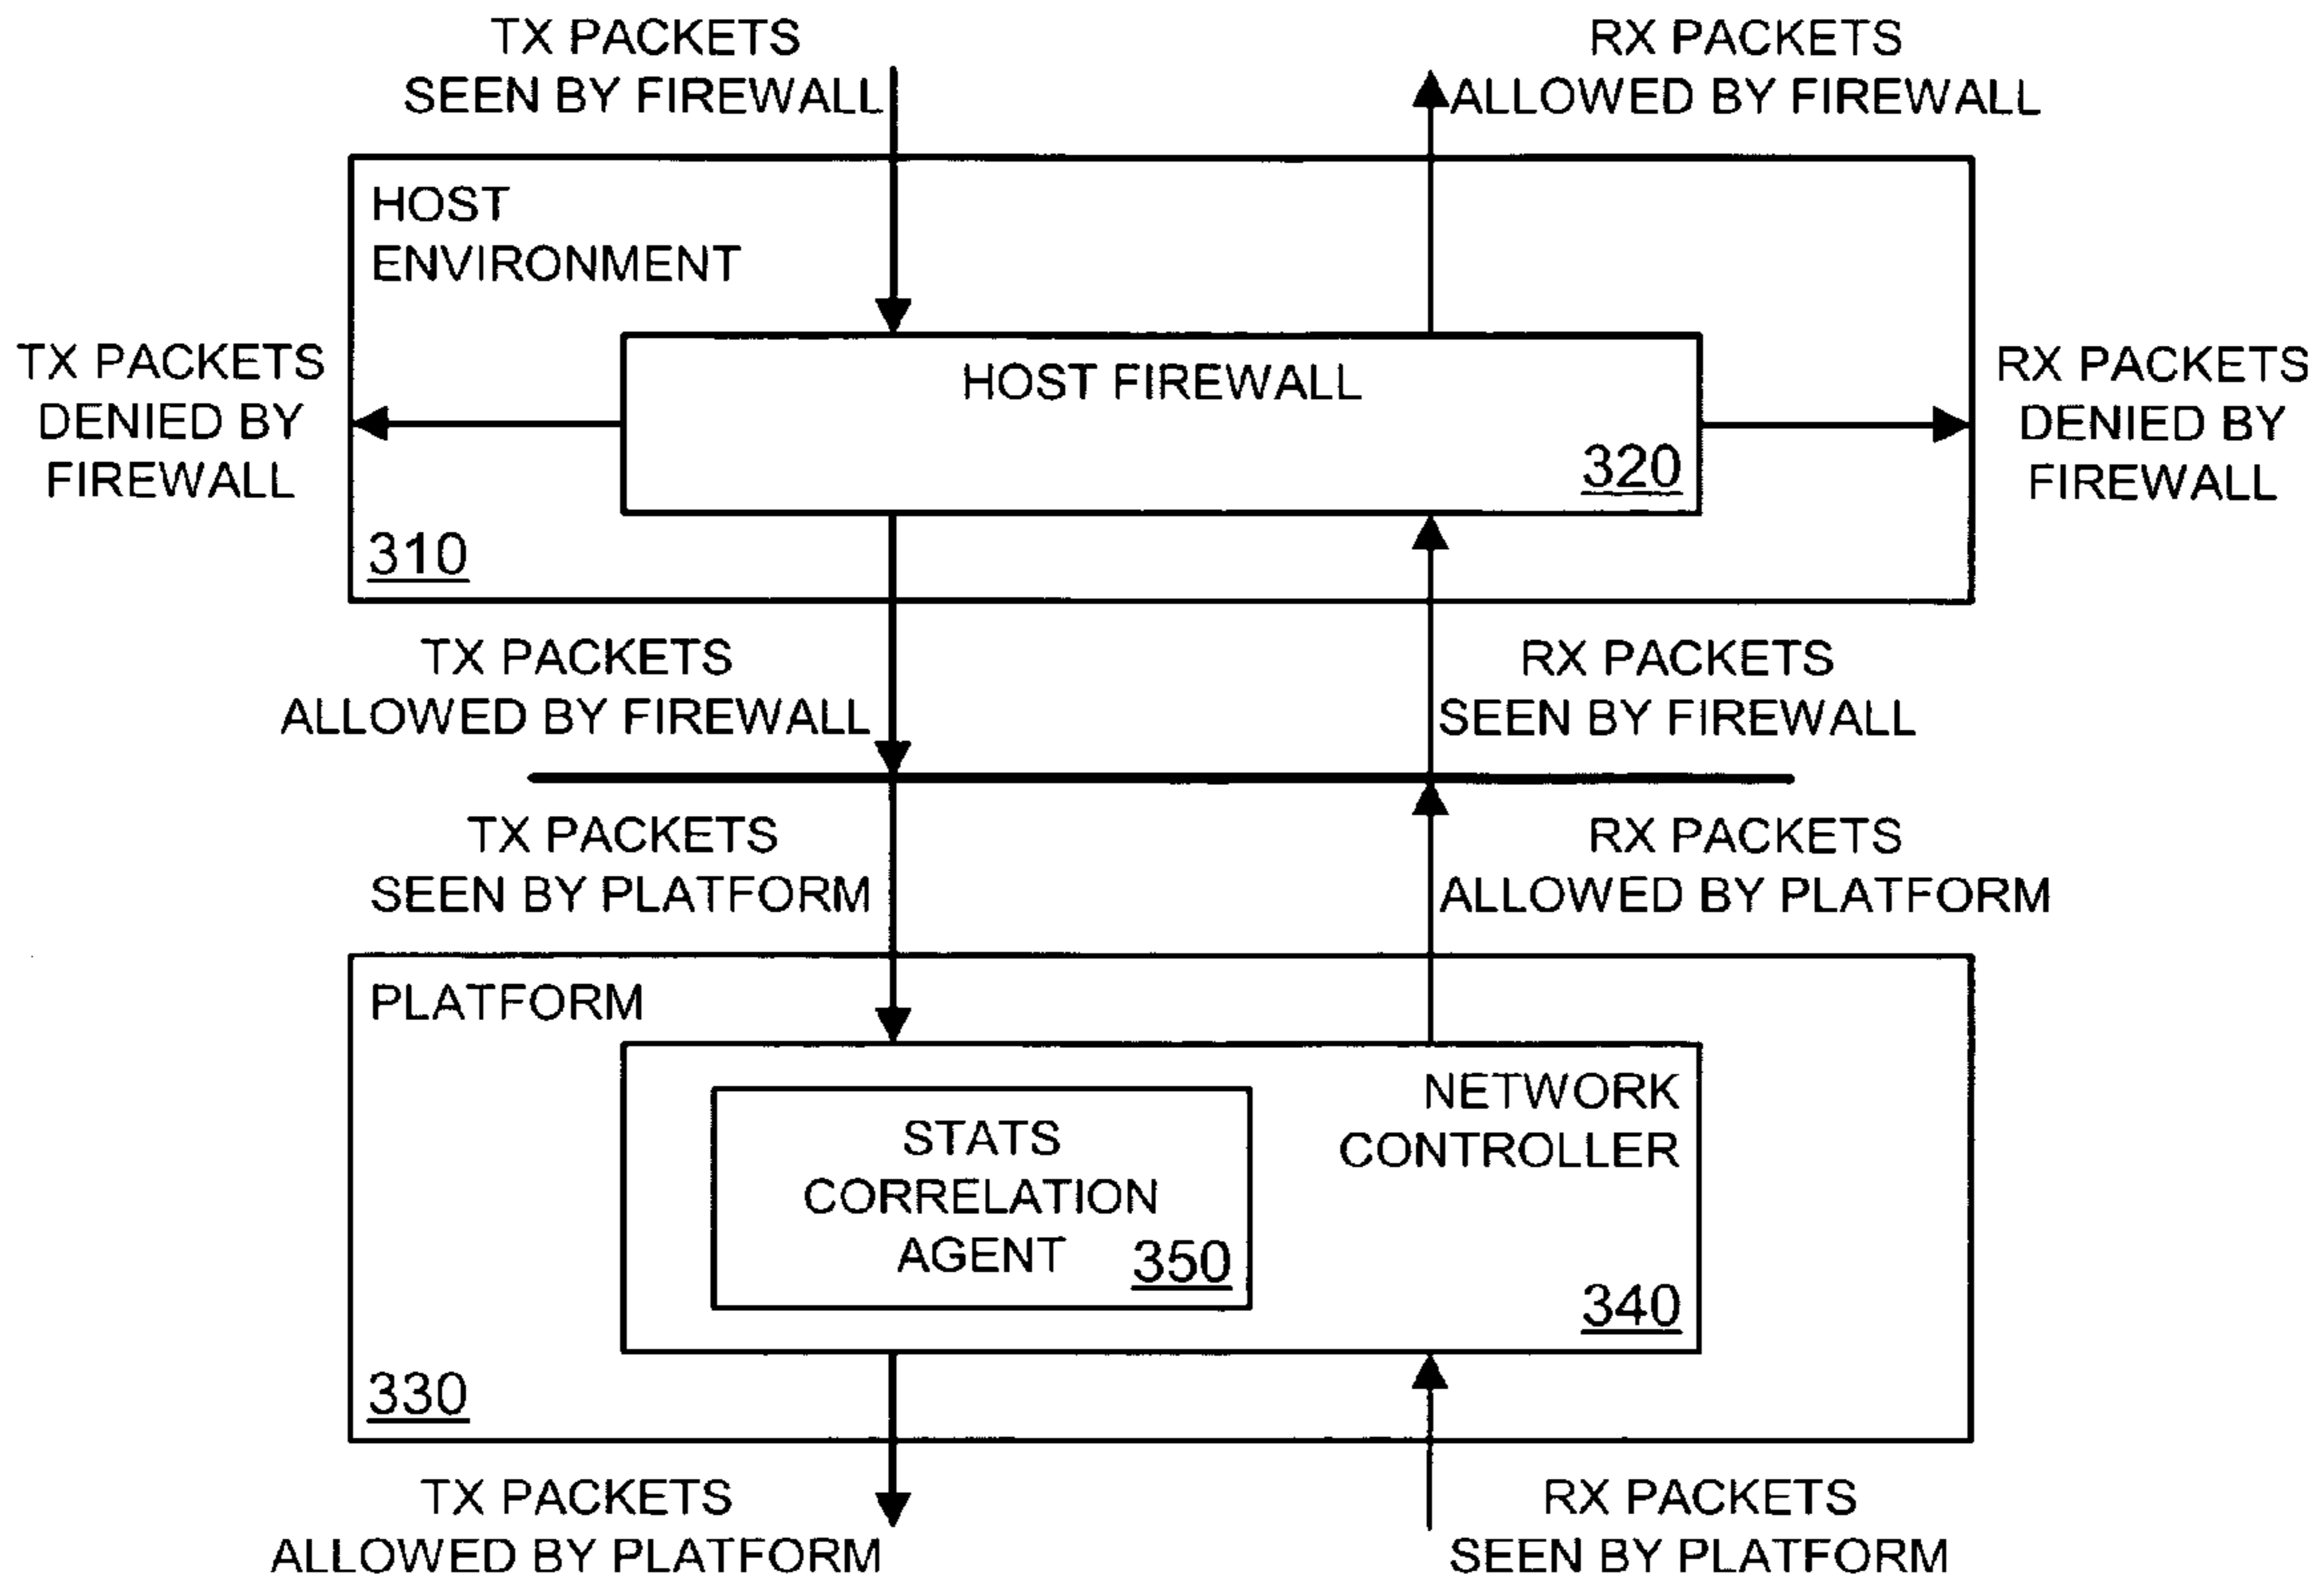 TX PACKETS
SEEN BY FIREWALL
RX PACKETS
ALLOWED BY FIREWALL
HOST
ENVIRONMENT
TX PACKETS
DENIED BY
FIREWALL
HOST FIREWALL
320
RX PACKETS
DENIED BY
FIREWALL
310
TX PACKETS
ALLOWED BY FIREWALL
RX PACKETS
SEEN BY FIREWALL
TX PACKETS
SEEN BY PLATFORM
RX PACKETS
ALLOWED BY PLATFORM
PLATFORM
NETWORK
CONTROLLER
STATS
CORRELATION
AGENT
350
340
330
TX PACKETS
ALLOWED BY PLATFORM
RX PACKETS
SEEN BY PLATFORM